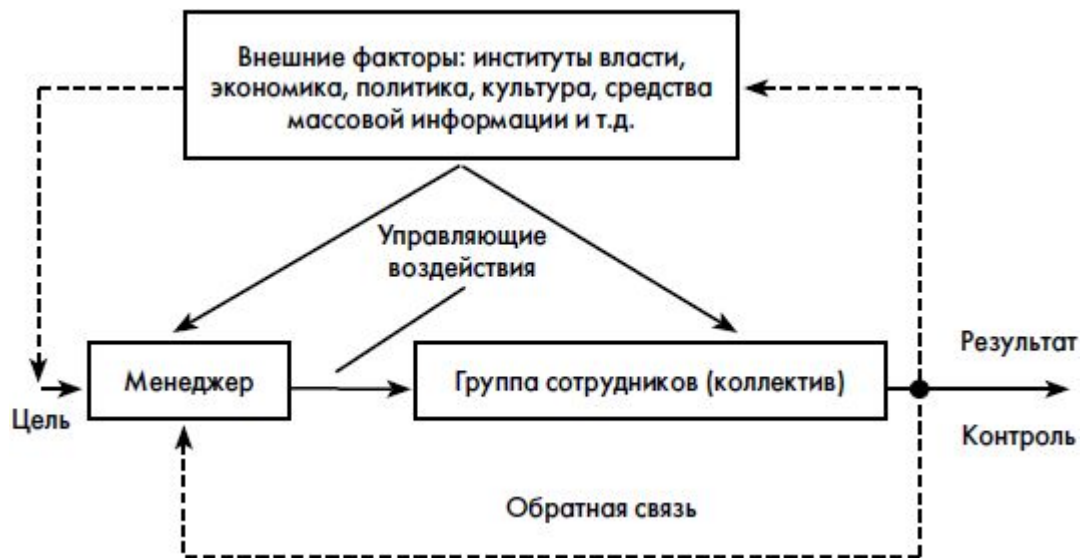 Внешние факторы: институты власти,
экономика, политика, культура, средства
массовой информации и т.д.
Управляющие
воздействия
Результат
Менеджер
Группа сотрудников (коллектив)
Цель
Контроль
Обратная связь